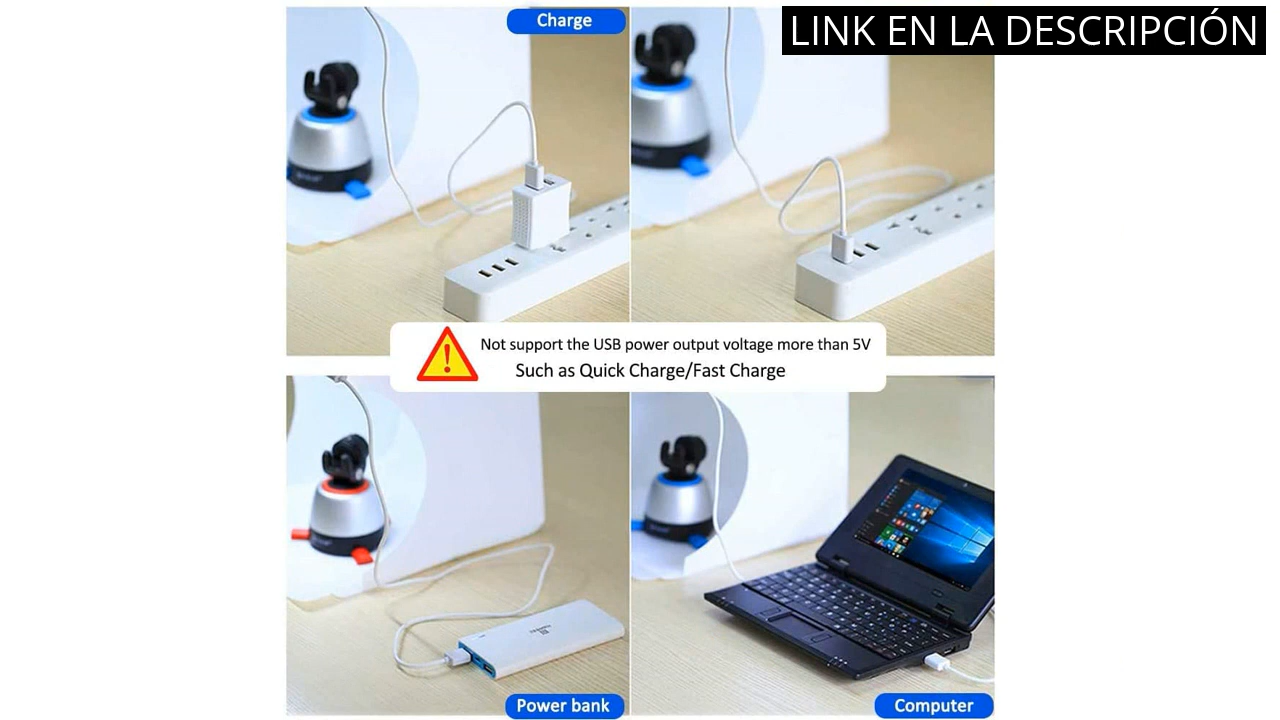 Charge
LINK EN LA DESCRIPCIÓN
Not support the USB power output voltage more than 5V
Such as Quick Charge/Fast Charge
Power bank
Computer